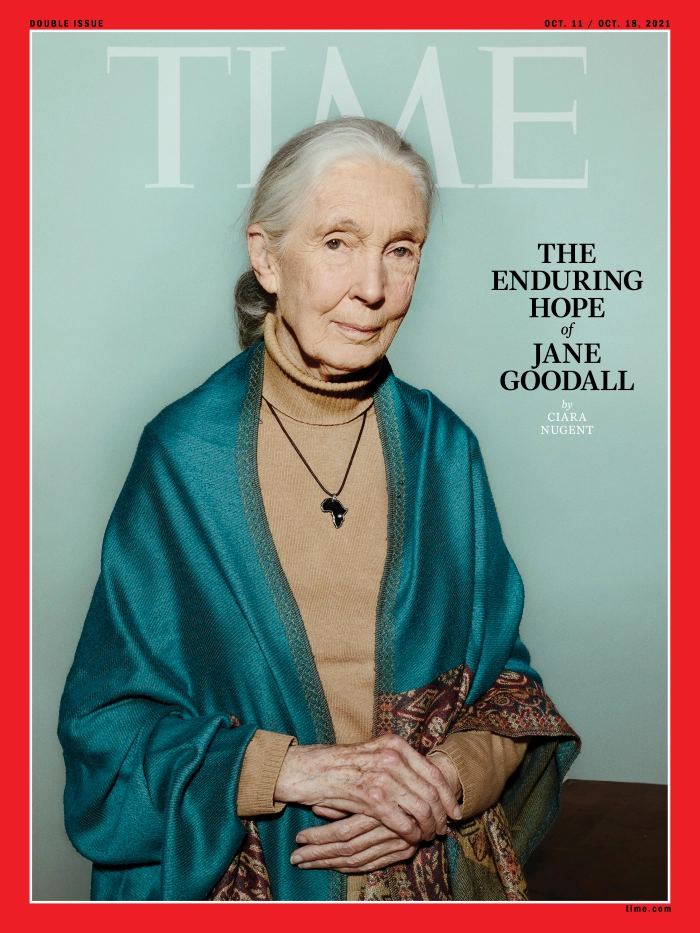 DOUBLE ISSUE
OCT. 11 / OCT. 18, 2021
TIME
THE
ENDURING
HOPE
of
JANE
GOODALL
by
CIARA
NUGENT
time.com